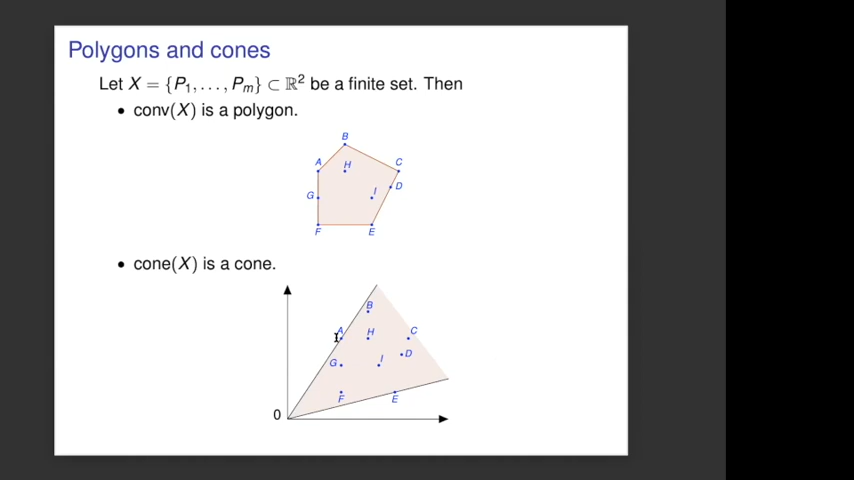 Polygons and cones
Let X = {P₁, . . . , Pₘ} ⊂ ℝ² be a finite set. Then
• conv(X) is a polygon.
B
A
H
C
D
G
I
F
E
• cone(X) is a cone.
B
A
H
C
D
G
I
F
E
0